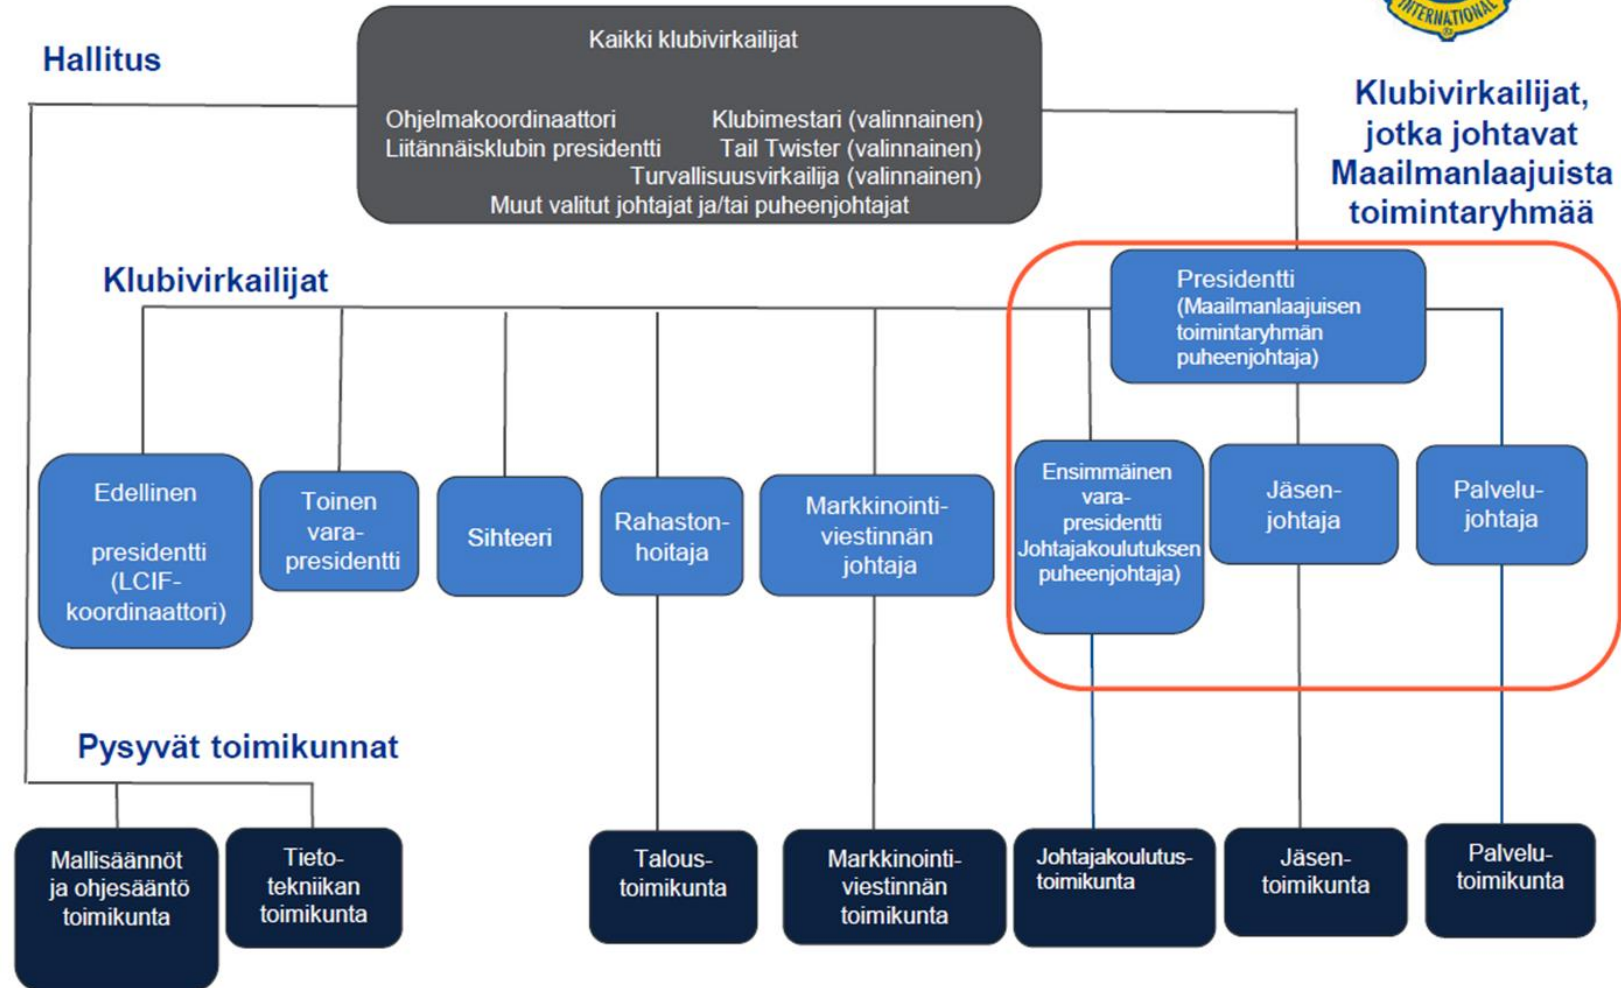 INTERNATIONAL
Hallitus
Kaikki klubivirkailijat
Ohjelmakoordinaattori Klubimestari (valinnainen)
Liitännäisklubin presidentti Tail Twister (valinnainen)
Turvallisuusvirkailija (valinnainen)
Muut valitut johtajat ja/tai puheenjohtajat
Klubivirkailijat,
jotka johtavat
Maailmanlaajuista
toimintaryhmää
Klubivirkailijat
Presidentti
(Maailmanlaajuisen
toimintaryhmän
puheenjohtaja)
Edellinen
presidentti
(LCIF-
koordinaattori)
Toinen
vara-
presidentti
Sihteeri
Rahaston-
hoitaja
Markkinointi-
viestinnän
johtaja
Ensimmäinen
vara-
presidentti
Johtajakoulutuksen
puheenjohtaja)
Jäsen-
johtaja
Palvelu-
johtaja
Pysyvät toimikunnat
Mallisäännöt
ja ohjesääntö
toimikunta
Tieto-
tekniikan
toimikunta
Talous-
toimikunta
Markkinointi-
viestinnän
toimikunta
Johtajakoulutus-
toimikunta
Jäsen-
toimikunta
Palvelu-
toimikunta